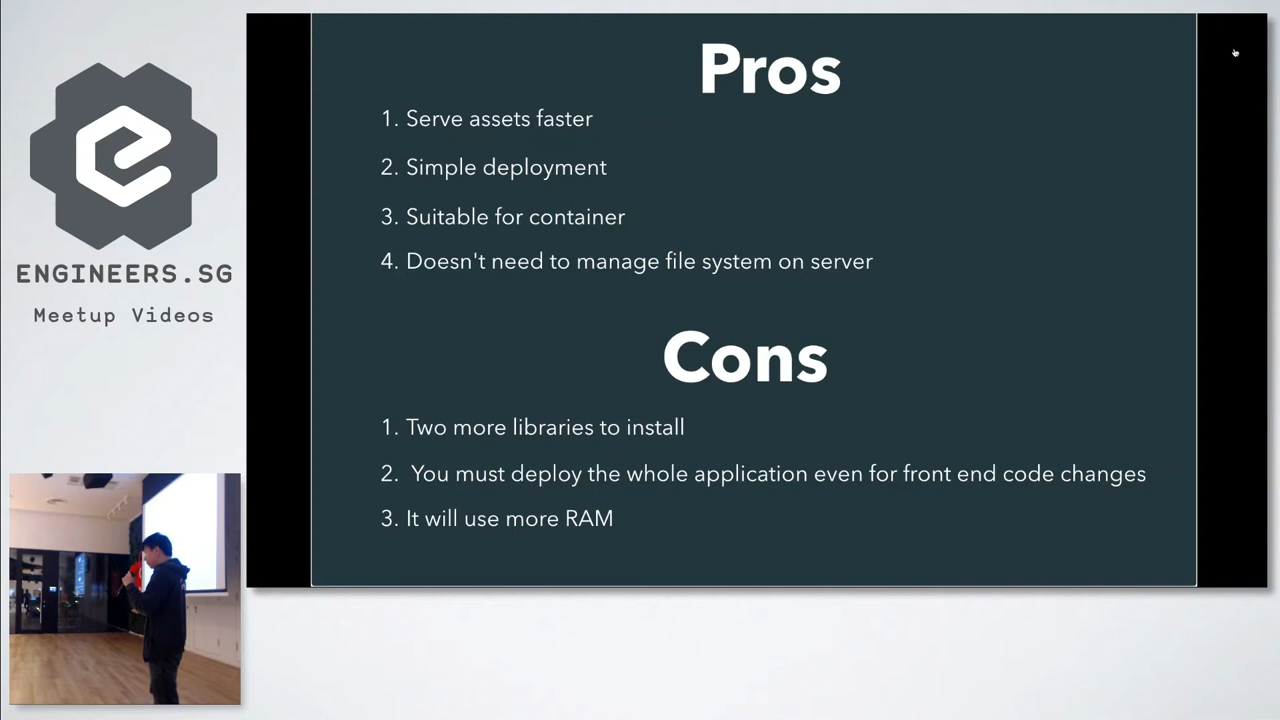 ENGINEERS.SG
Meetup Videos
Pros
1. Serve assets faster
2. Simple deployment
3. Suitable for container
4. Doesn't need to manage file system on server
Cons
1. Two more libraries to install
2. You must deploy the whole application even for front end code changes
3. It will use more RAM